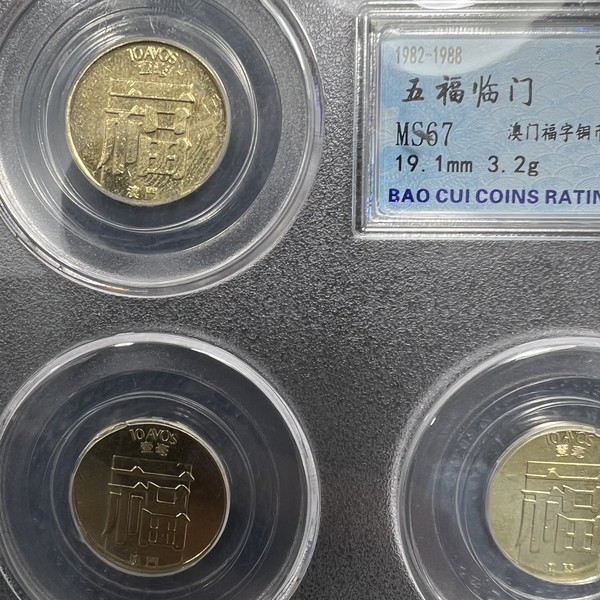 10 AVOS
壹毫
福
澳門
1982-1988
五福临门
MS67 澳门福字铜币
19.1mm 3.2g
BAO CUI COINS RATIN
10 AVOS
壹毫
福
澳門
10 AVOS
壹毫
福